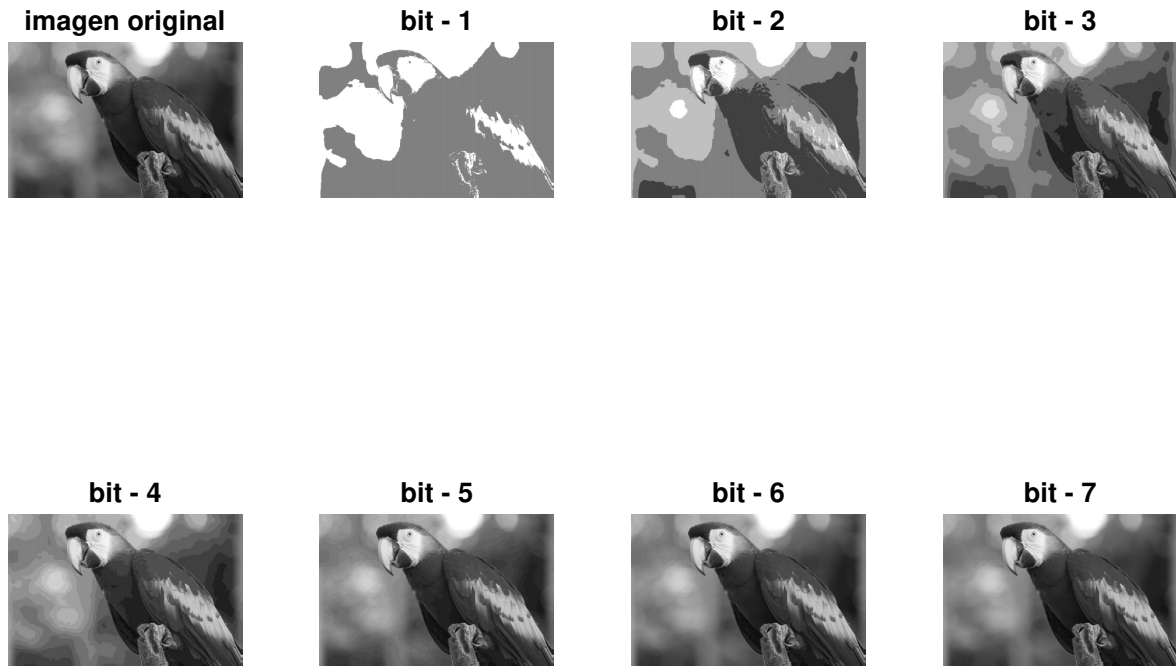 imagen original
bit - 1
bit - 2
bit - 3
bit - 4
bit - 5
bit - 6
bit - 7